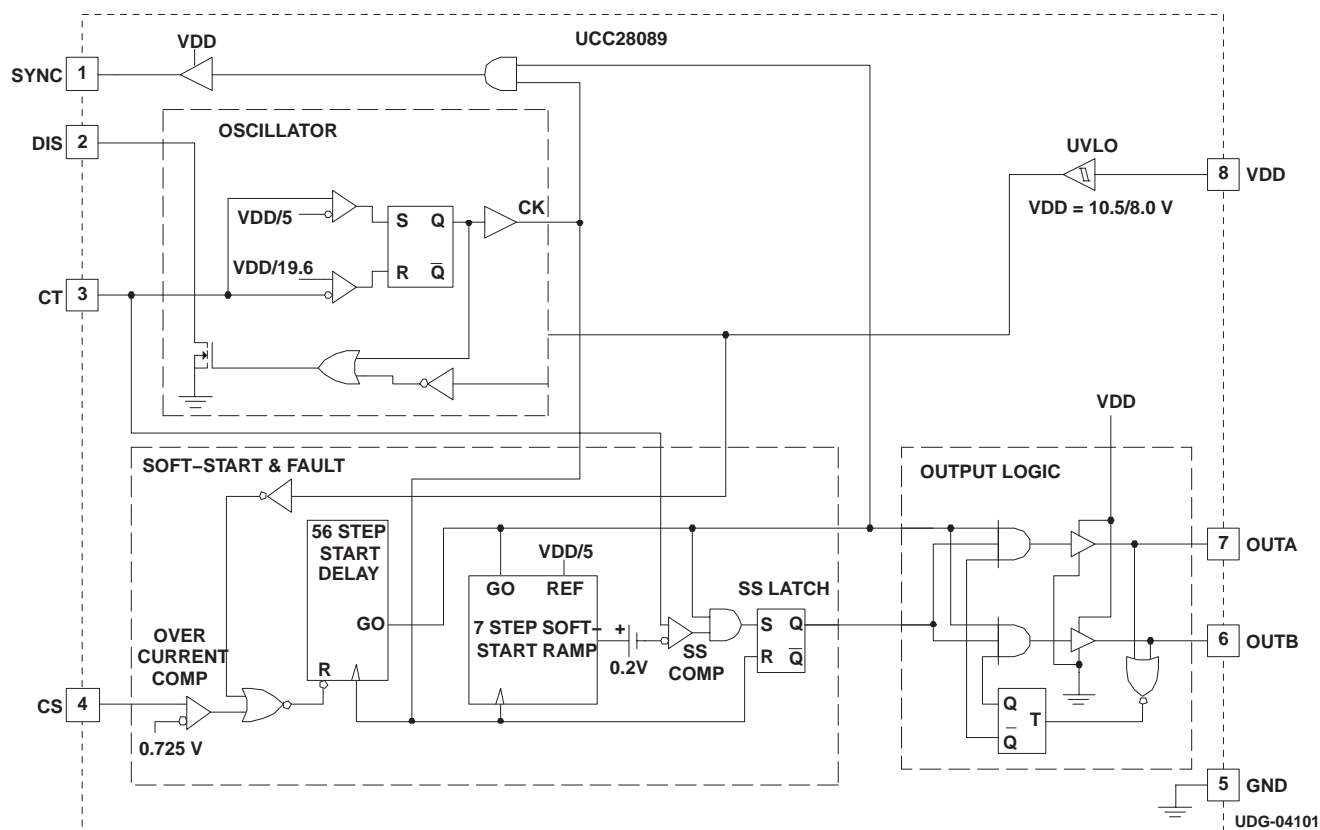 UCC28089
VDD
SYNC 1
OSCILLATOR
DIS 2
UVLO
8 VDD
VDD = 10.5/8.0 V
VDD/5
S Q
CK
VDD/19.6
R Q
CT 3
VDD
SOFT–START & FAULT
OUTPUT LOGIC
56 STEP
START
DELAY
VDD/5
7 OUTA
GO REF
SS LATCH
GO
7 STEP SOFT–
START RAMP
+
0.2V
SS
COMP
S Q
R Q
6 OUTB
OVER
CURRENT
COMP
R
CS 4
0.725 V
Q
T
Q
5 GND
UDG-04101